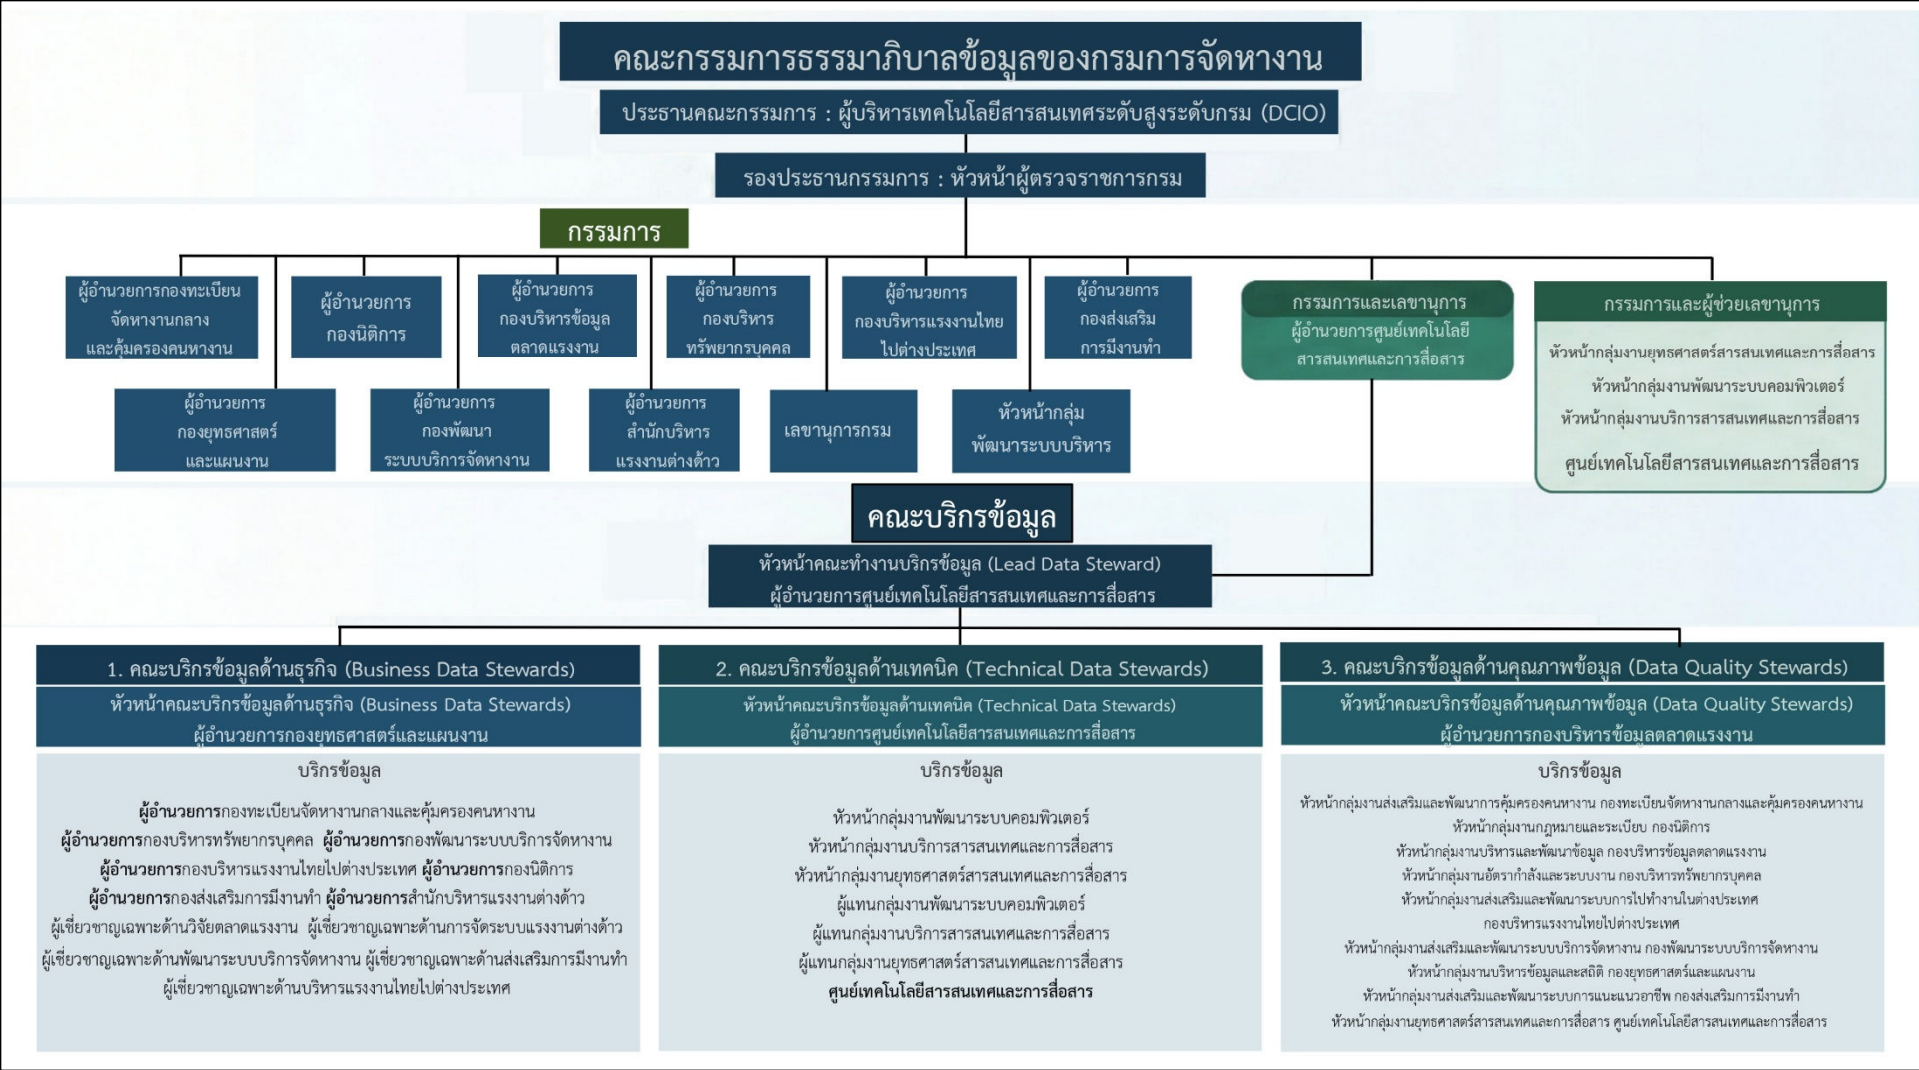 คณะกรรมการธรรมาภิบาลข้อมูลของกรมการจัดหางาน
ประธานคณะกรรมการ : ผู้บริหารเทคโนโลยีสารสนเทศระดับสูงระดับกรม (DCIO)
รองประธานกรรมการ : หัวหน้าผู้ตรวจราชการกรม
กรรมการ
ผู้อำนวยการกองทะเบียน
จัดหางานกลาง
และคุ้มครองคนหางาน
ผู้อำนวยการ
กองนิติการ
ผู้อำนวยการ
กองบริหารข้อมูล
ตลาดแรงงาน
ผู้อำนวยการ
กองบริหาร
ทรัพยากรบุคคล
ผู้อำนวยการ
กองบริหารแรงงานไทย
ไปต่างประเทศ
ผู้อำนวยการ
กองส่งเสริม
การมีงานทำ
กรรมการและเลขานุการ
ผู้อำนวยการศูนย์เทคโนโลยี
สารสนเทศและการสื่อสาร
กรรมการและผู้ช่วยเลขานุการ
หัวหน้ากลุ่มงานยุทธศาสตร์สารสนเทศและการสื่อสาร
หัวหน้ากลุ่มงานพัฒนาระบบคอมพิวเตอร์
หัวหน้ากลุ่มงานบริการสารสนเทศและการสื่อสาร
ศูนย์เทคโนโลยีสารสนเทศและการสื่อสาร
ผู้อำนวยการ
กองยุทธศาสตร์
และแผนงาน
ผู้อำนวยการ
กองพัฒนา
ระบบบริการจัดหางาน
ผู้อำนวยการ
สำนักบริหาร
แรงงานต่างด้าว
เลขานุการกรม
หัวหน้ากลุ่ม
พัฒนาระบบบริหาร
คณะบริกรข้อมูล
หัวหน้าคณะทำงานบริกรข้อมูล (Lead Data Steward)
ผู้อำนวยการศูนย์เทคโนโลยีสารสนเทศและการสื่อสาร
1. คณะบริกรข้อมูลด้านธุรกิจ (Business Data Stewards)
หัวหน้าคณะบริกรข้อมูลด้านธุรกิจ (Business Data Stewards)
ผู้อำนวยการกองยุทธศาสตร์และแผนงาน
บริกรข้อมูล
ผู้อำนวยการกองทะเบียนจัดหางานกลางและคุ้มครองคนหางาน
ผู้อำนวยการกองบริหารทรัพยากรบุคคล ผู้อำนวยการกองพัฒนาระบบบริการจัดหางาน
ผู้อำนวยการกองบริหารแรงงานไทยไปต่างประเทศ ผู้อำนวยการกองนิติการ
ผู้อำนวยการกองส่งเสริมการมีงานทำ ผู้อำนวยการสำนักบริหารแรงงานต่างด้าว
ผู้เชี่ยวชาญเฉพาะด้านวิจัยตลาดแรงงาน ผู้เชี่ยวชาญเฉพาะด้านการจัดระบบแรงงานต่างด้าว
ผู้เชี่ยวชาญเฉพาะด้านพัฒนาระบบบริการจัดหางาน ผู้เชี่ยวชาญเฉพาะด้านส่งเสริมการมีงานทำ
ผู้เชี่ยวชาญเฉพาะด้านบริหารแรงงานไทยไปต่างประเทศ
2. คณะบริกรข้อมูลด้านเทคนิค (Technical Data Stewards)
หัวหน้าคณะบริกรข้อมูลด้านเทคนิค (Technical Data Stewards)
ผู้อำนวยการศูนย์เทคโนโลยีสารสนเทศและการสื่อสาร
บริกรข้อมูล
หัวหน้ากลุ่มงานพัฒนาระบบคอมพิวเตอร์
หัวหน้ากลุ่มงานบริการสารสนเทศและการสื่อสาร
หัวหน้ากลุ่มงานยุทธศาสตร์สารสนเทศและการสื่อสาร
ผู้แทนกลุ่มงานพัฒนาระบบคอมพิวเตอร์
ผู้แทนกลุ่มงานบริการสารสนเทศและการสื่อสาร
ผู้แทนกลุ่มงานยุทธศาสตร์สารสนเทศและการสื่อสาร
ศูนย์เทคโนโลยีสารสนเทศและการสื่อสาร
3. คณะบริกรข้อมูลด้านคุณภาพข้อมูล (Data Quality Stewards)
หัวหน้าคณะบริกรข้อมูลด้านคุณภาพข้อมูล (Data Quality Stewards)
ผู้อำนวยการกองบริหารข้อมูลตลาดแรงงาน
บริกรข้อมูล
หัวหน้ากลุ่มงานส่งเสริมและพัฒนาการคุ้มครองคนหางาน กองทะเบียนจัดหางานกลางและคุ้มครองคนหางาน
หัวหน้ากลุ่มงานกฎหมายและระเบียบ กองนิติการ
หัวหน้ากลุ่มงานบริหารและพัฒนาข้อมูล กองบริหารข้อมูลตลาดแรงงาน
หัวหน้ากลุ่มงานอัตรากำลังและระบบงาน กองบริหารทรัพยากรบุคคล
หัวหน้ากลุ่มงานส่งเสริมและพัฒนาระบบการไปทำงานในต่างประเทศ
กองบริหารแรงงานไทยไปต่างประเทศ
หัวหน้ากลุ่มงานส่งเสริมและพัฒนาระบบบริการจัดหางาน กองพัฒนาระบบบริการจัดหางาน
หัวหน้ากลุ่มงานบริหารข้อมูลและสถิติ กองยุทธศาสตร์และแผนงาน
หัวหน้ากลุ่มงานส่งเสริมและพัฒนาระบบการแนะแนวอาชีพ กองส่งเสริมการมีงานทำ
หัวหน้ากลุ่มงานยุทธศาสตร์สารสนเทศและการสื่อสาร ศูนย์เทคโนโลยีสารสนเทศและการสื่อสาร